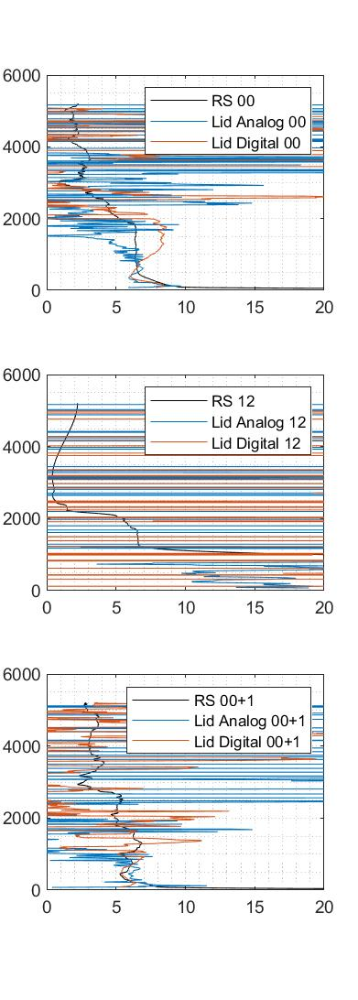 6000
RS 00
Lid Analog 00
Lid Digital 00
4000
2000
0
0 5 10 15 20
6000
RS 12
Lid Analog 12
Lid Digital 12
4000
2000
0
0 5 10 15 20
6000
RS 00+1
Lid Analog 00+1
Lid Digital 00+1
4000
2000
0
0 5 10 15 20